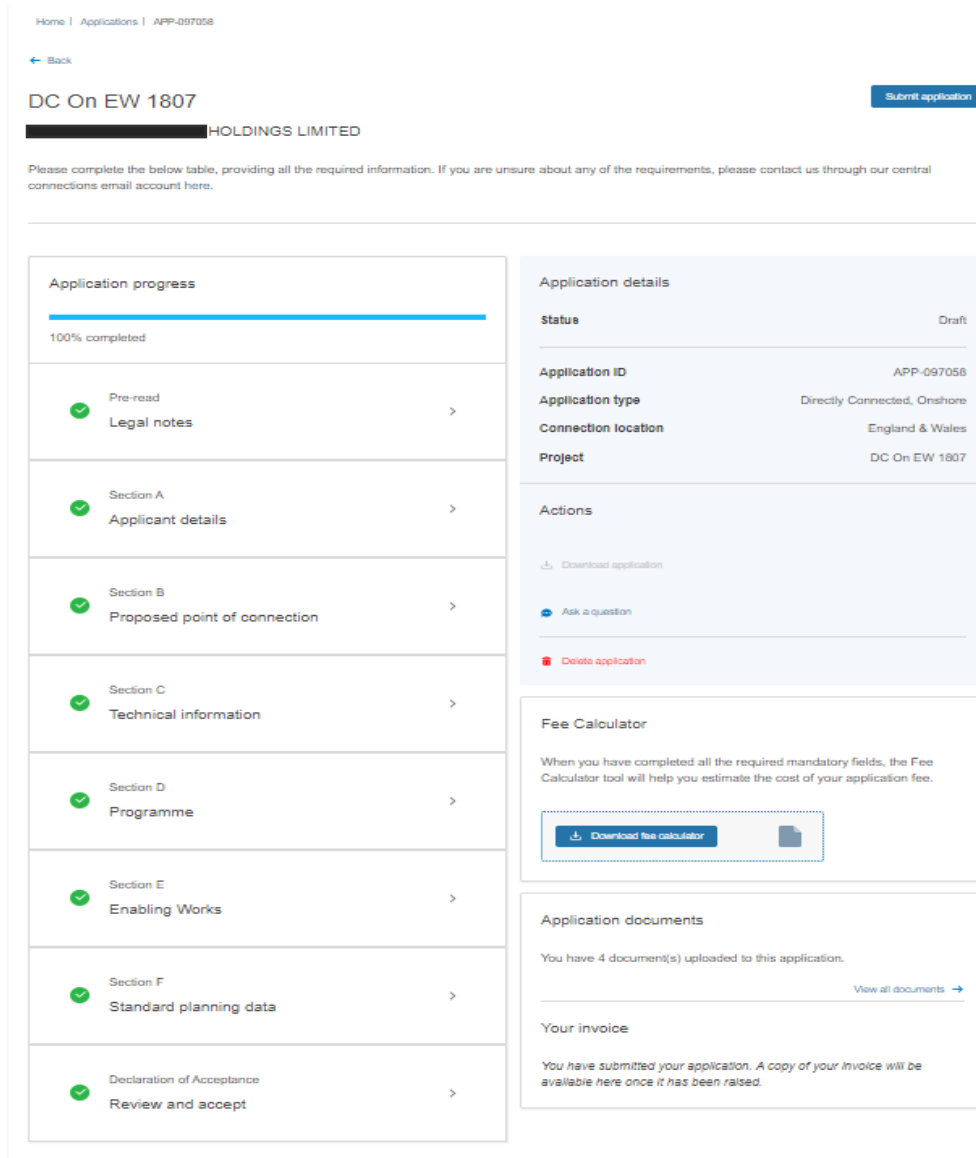 Home | Applications | APP-097058
← Back
DC On EW 1807
Submit application
HOLDINGS LIMITED
Please complete the below table, providing all the required information. If you are unsure about any of the requirements, please contact us through our central
connections email account here.
Application progress
100% completed
Pre-read
Legal notes
Section A
Applicant details
Section B
Proposed point of connection
Section C
Technical information
Section D
Programme
Section E
Enabling Works
Section F
Standard planning data
Declaration of Acceptance
Review and accept
Application details
Status Draft
Application ID APP-097058
Application type Directly Connected, Onshore
Connection location England & Wales
Project DC On EW 1807
Actions
Download application
Ask a question
Delete application
Fee Calculator
When you have completed all the required mandatory fields, the Fee
Calculator tool will help you estimate the cost of your application fee.
Download fee calculator
Application documents
You have 4 document(s) uploaded to this application.
View all documents →
Your invoice
You have submitted your application. A copy of your invoice will be
available here once it has been raised.